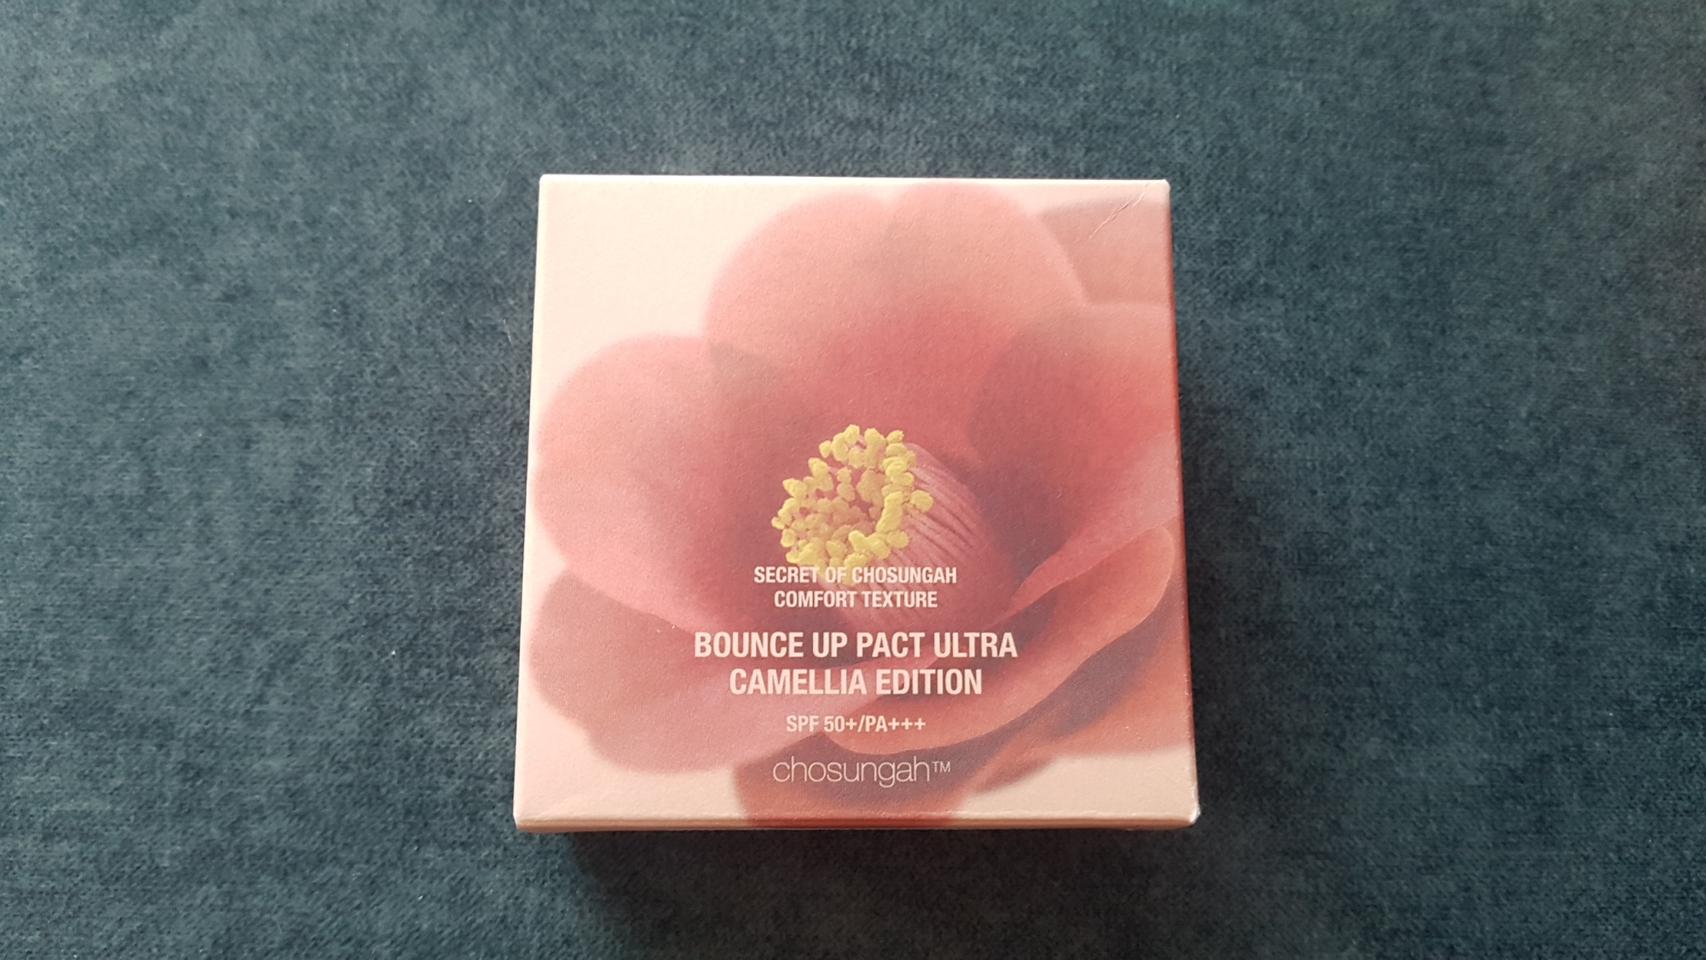 SECRET OF CHOSUNGAH
COMFORT TEXTURE
BOUNCE UP PACT ULTRA
CAMELLIA EDITION
SPF 50+/PA+++
chosungah™